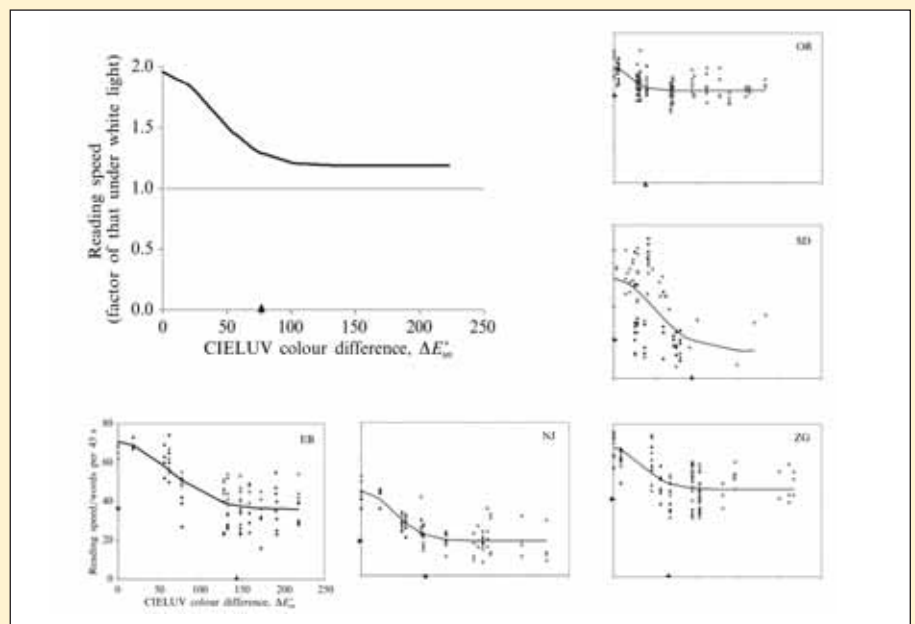 Reading speed
(factor of that under white light)
2.0
1.5
1.0
0.5
0.0
0 50 100 150 200 250
CIELUV colour difference, ΔE*uv
OB
SD
EB
Reading speed/words per 45 s
80
60
40
20
0
0 50 100 150 200 250
CIELUV colour difference, ΔE*uv
NJ
ZG